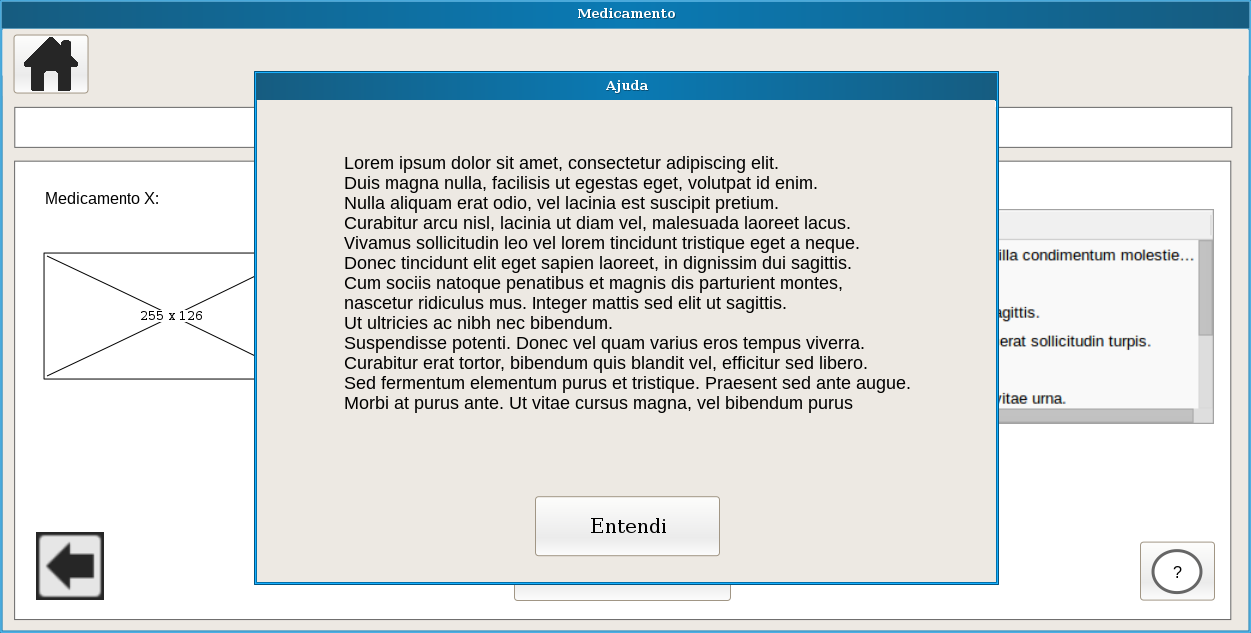 Medicamento
Ajuda
Lorem ipsum dolor sit amet, consectetur adipiscing elit.
Duis magna nulla, facilisis ut egestas eget, volutpat id enim.
Nulla aliquam erat odio, vel lacinia est suscipit pretium.
Curabitur arcu nisl, lacinia ut diam vel, malesuada laoreet lacus.
Vivamus sollicitudin leo vel lorem tincidunt tristique eget a neque.
Donec tincidunt elit eget sapien laoreet, in dignissim dui sagittis.
Cum sociis natoque penatibus et magnis dis parturient montes,
nascetur ridiculus mus. Integer mattis sed elit ut sagittis.
Ut ultricies ac nibh nec bibendum.
Suspendisse potenti. Donec vel quam varius eros tempus viverra.
Curabitur erat tortor, bibendum quis blandit vel, efficitur sed libero.
Sed fermentum elementum purus et tristique. Praesent sed ante augue.
Morbi at purus ante. Ut vitae cursus magna, vel bibendum purus
Entendi
Medicamento X:
255 x 126
condimentum molestie...
erat sollicitudin turpis.
urna.
?